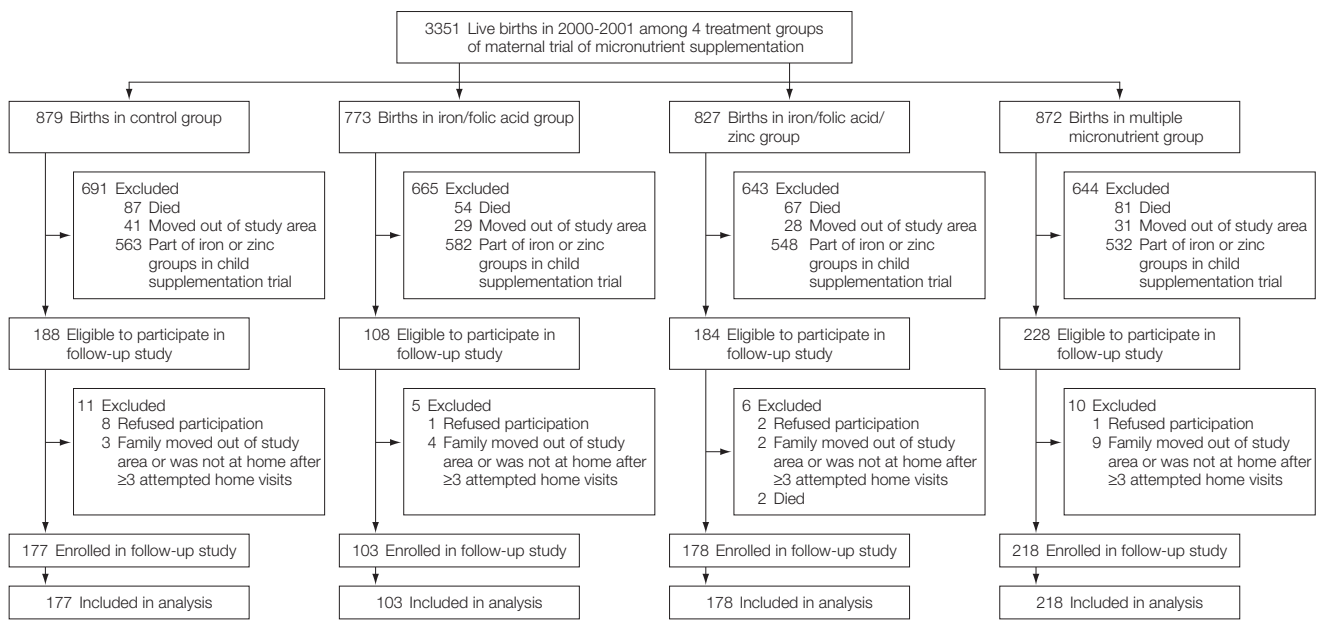 3351 Live births in 2000-2001 among 4 treatment groups
of maternal trial of micronutrient supplementation
879 Births in control group
773 Births in iron/folic acid group
827 Births in iron/folic acid/
zinc group
872 Births in multiple
micronutrient group
691 Excluded
87 Died
41 Moved out of study area
563 Part of iron or zinc
groups in child
supplementation trial
665 Excluded
54 Died
29 Moved out of study area
582 Part of iron or zinc
groups in child
supplementation trial
643 Excluded
67 Died
28 Moved out of study area
548 Part of iron or zinc
groups in child
supplementation trial
644 Excluded
81 Died
31 Moved out of study area
532 Part of iron or zinc
groups in child
supplementation trial
188 Eligible to participate in
follow-up study
108 Eligible to participate in
follow-up study
184 Eligible to participate in
follow-up study
228 Eligible to participate in
follow-up study
11 Excluded
8 Refused participation
3 Family moved out of study
area or was not at home after
≥3 attempted home visits
5 Excluded
1 Refused participation
4 Family moved out of study
area or was not at home after
≥3 attempted home visits
6 Excluded
2 Refused participation
2 Family moved out of study
area or was not at home after
≥3 attempted home visits
2 Died
10 Excluded
1 Refused participation
9 Family moved out of study
area or was not at home after
≥3 attempted home visits
177 Enrolled in follow-up study
103 Enrolled in follow-up study
178 Enrolled in follow-up study
218 Enrolled in follow-up study
177 Included in analysis
103 Included in analysis
178 Included in analysis
218 Included in analysis